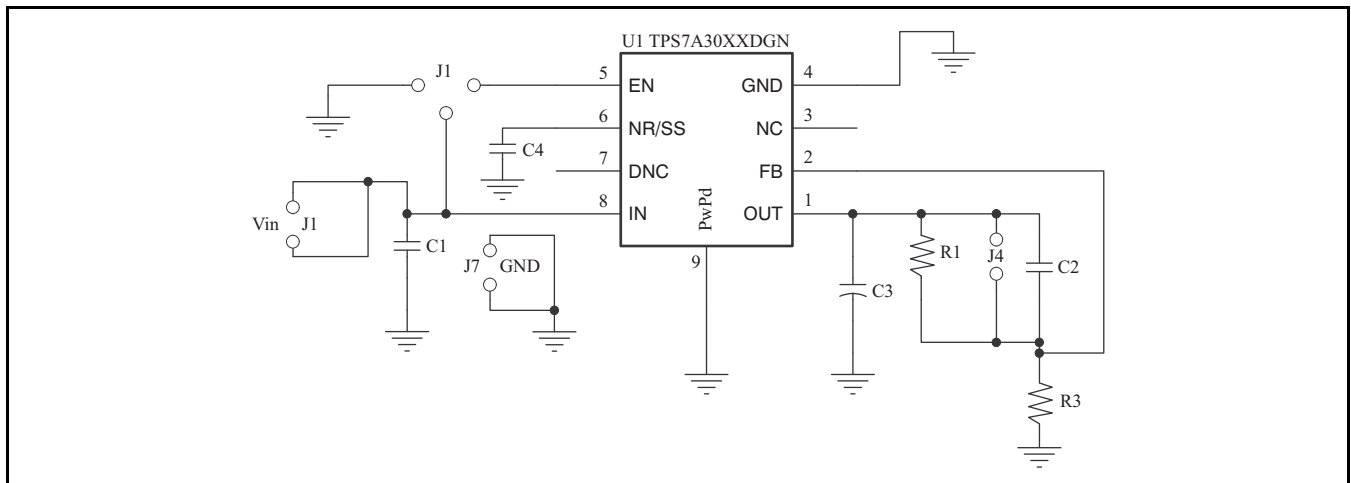 U1 TPS7A30XXDGN
J1
5
EN
GND
4
6
NR/SS
NC
3
C4
7
DNC
FB
2
Vin
J1
8
IN
PwPd
OUT
1
C1
J7
GND
9
C3
R1
J4
C2
R3